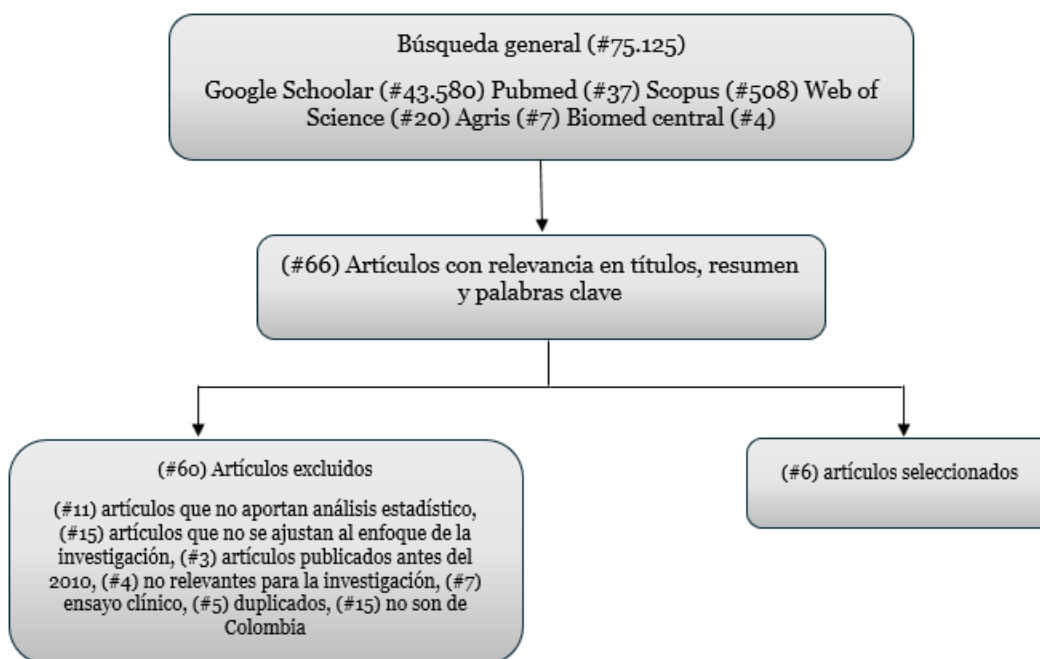 Búsqueda general (#75.125)
Google Schoolar (#43.580) Pubmed (#37) Scopus (#508) Web of
Science (#20) Agris (#7) Biomed central (#4)
(#66) Artículos con relevancia en títulos, resumen
y palabras clave
(#60) Artículos excluidos
(#11) artículos que no aportan análisis estadístico,
(#15) artículos que no se ajustan al enfoque de la
investigación, (#3) artículos publicados antes del
2010, (#4) no relevantes para la investigación, (#7)
ensayo clínico, (#5) duplicados, (#15) no son de
Colombia
(#6) artículos seleccionados